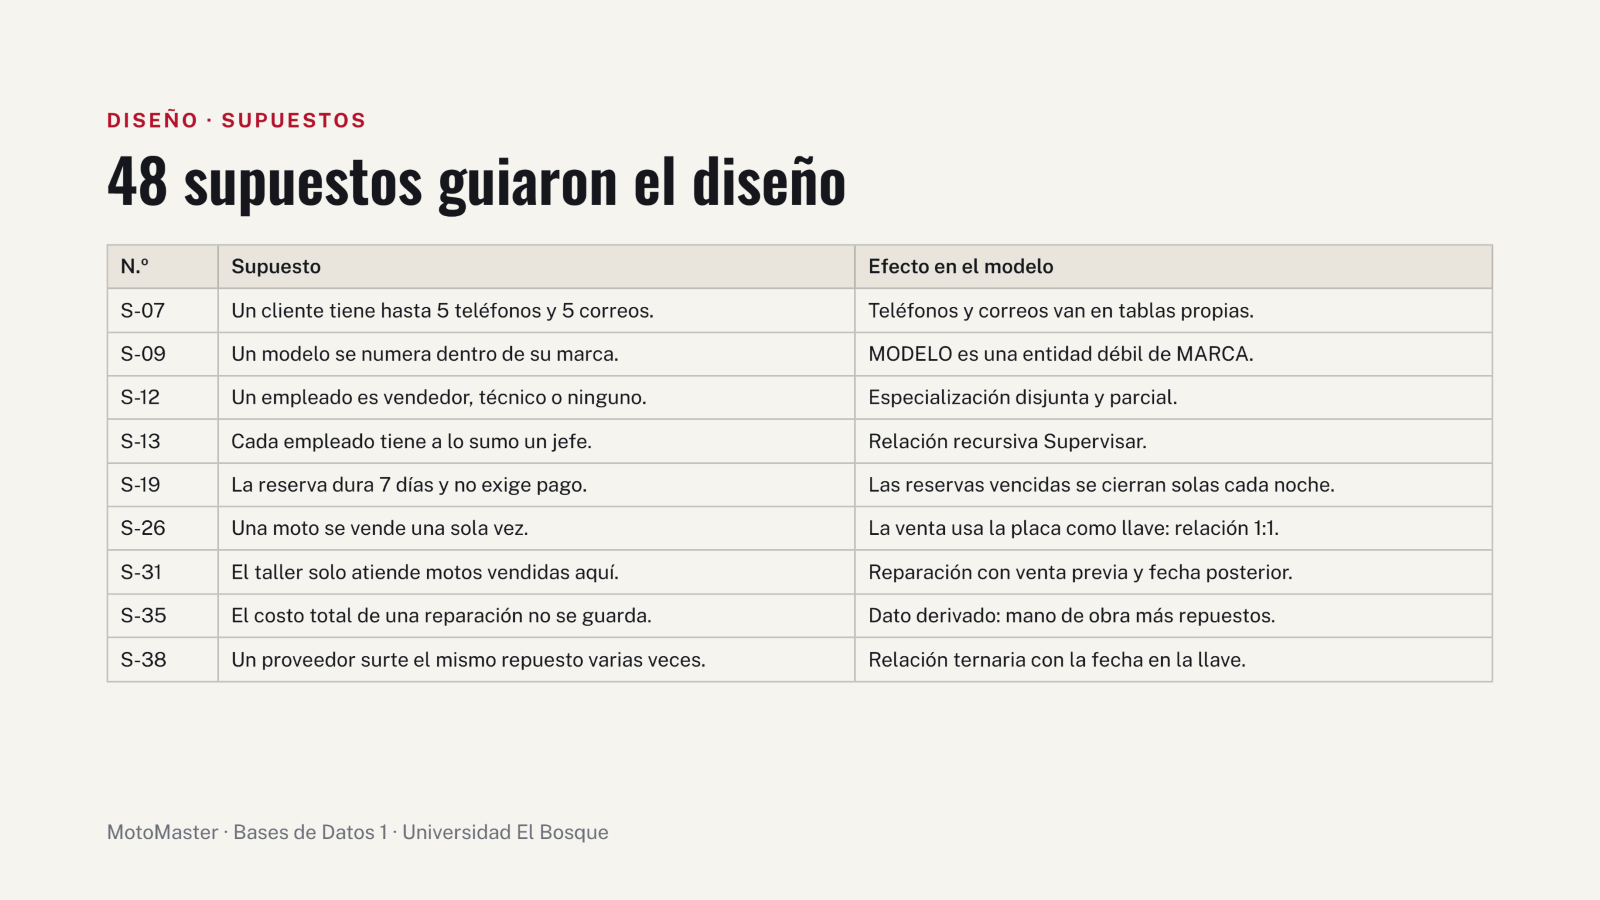 DISEÑO · SUPUESTOS
48 supuestos guiaron el diseño
N.º Supuesto Efecto en el modelo
S-07 Un cliente tiene hasta 5 teléfonos y 5 correos. Teléfonos y correos van en tablas propias.
S-09 Un modelo se numera dentro de su marca. MODELO es una entidad débil de MARCA.
S-12 Un empleado es vendedor, técnico o ninguno. Especialización disjunta y parcial.
S-13 Cada empleado tiene a lo sumo un jefe. Relación recursiva Supervisar.
S-19 La reserva dura 7 días y no exige pago. Las reservas vencidas se cierran solas cada noche.
S-26 Una moto se vende una sola vez. La venta usa la placa como llave: relación 1:1.
S-31 El taller solo atiende motos vendidas aquí. Reparación con venta previa y fecha posterior.
S-35 El costo total de una reparación no se guarda. Dato derivado: mano de obra más repuestos.
S-38 Un proveedor surte el mismo repuesto varias veces. Relación ternaria con la fecha en la llave.
MotoMaster · Bases de Datos 1 · Universidad El Bosque